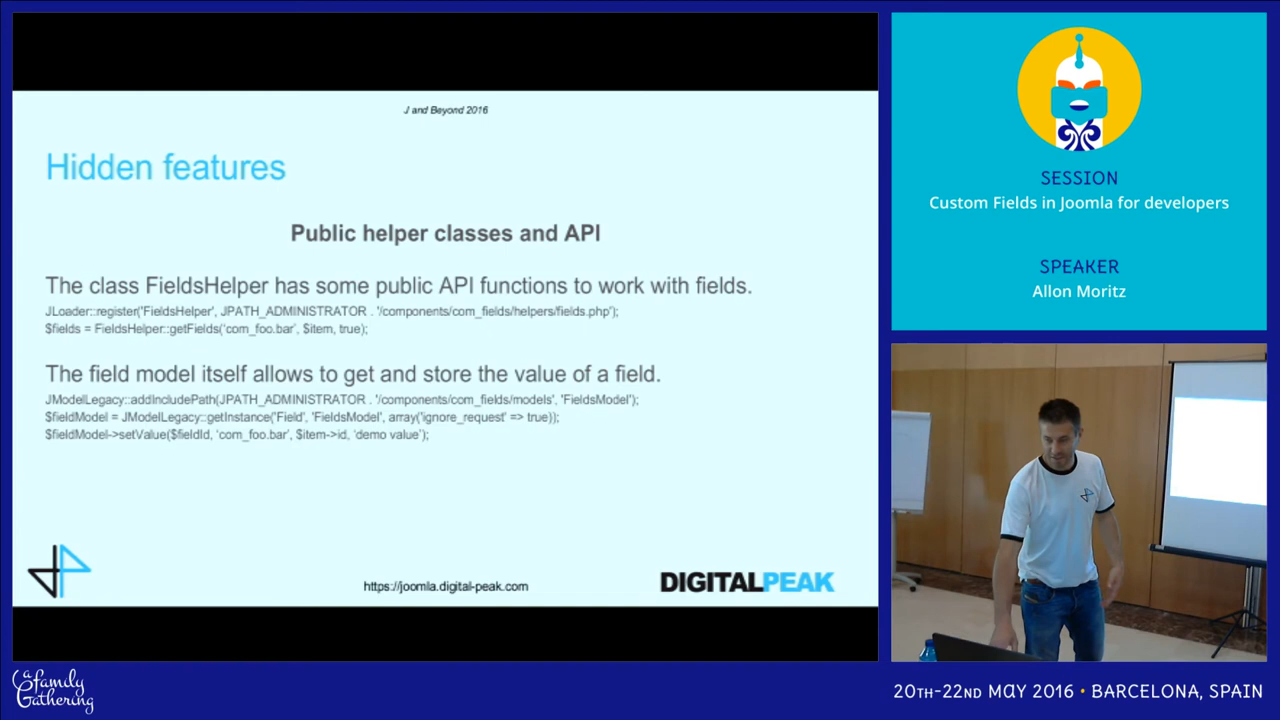 J and Beyond 2016
Hidden features
Public helper classes and API
The class FieldsHelper has some public API functions to work with fields.
JLoader::register('FieldsHelper', JPATH_ADMINISTRATOR . '/components/com_fields/helpers/fields.php');
$fields = FieldsHelper::getFields('com_foo.bar', $item, true);
The field model itself allows to get and store the value of a field.
JModelLegacy::addIncludePath(JPATH_ADMINISTRATOR . '/components/com_fields/models', 'FieldsModel');
$fieldModel = JModelLegacy::getInstance('Field', 'FieldsModel', array('ignore_request' => true));
$fieldModel->setValue($fieldId, 'com_foo.bar', $item->id, 'demo value');
https://joomla.digital-peak.com
DIGITALPEAK
SESSION
Custom Fields in Joomla for developers
SPEAKER
Allon Moritz
a family
Gathering
20TH-22ND MAY 2016 • BARCELONA, SPAIN